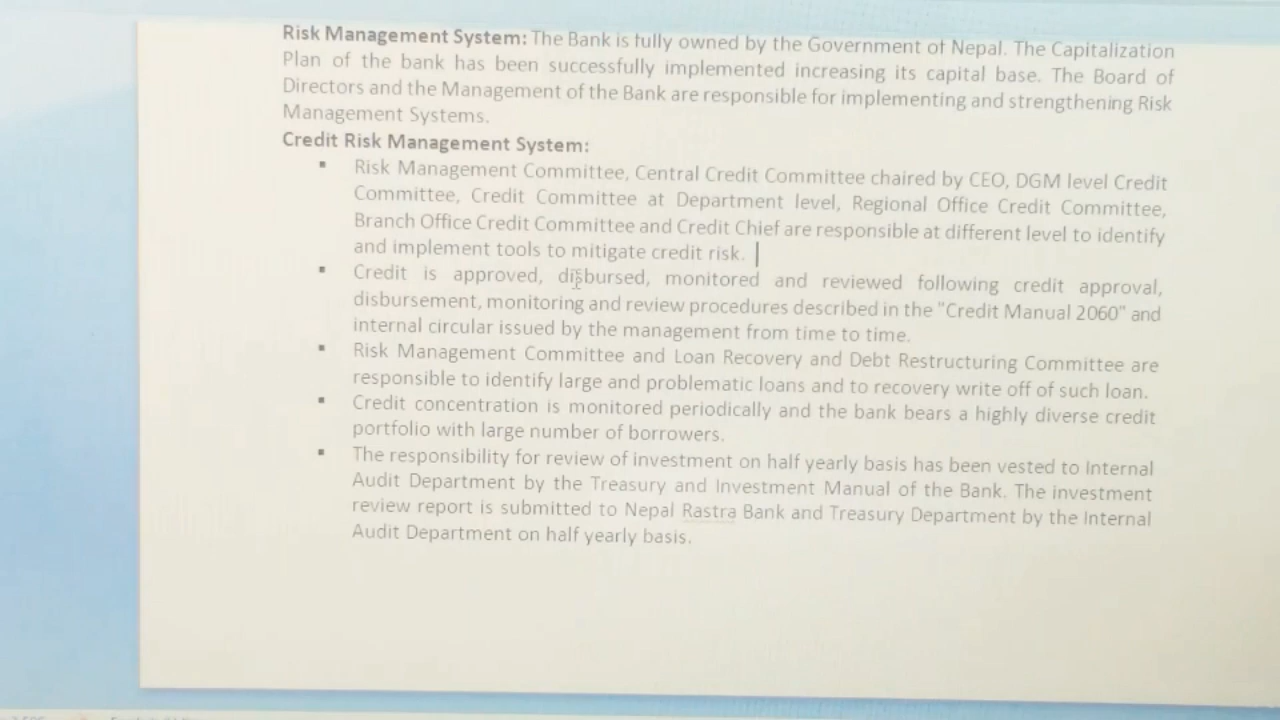 Risk Management System: The Bank is fully owned by the Government of Nepal. The Capitalization
Plan of the bank has been successfully implemented increasing its capital base. The Board of
Directors and the Management of the Bank are responsible for implementing and strengthening Risk
Management Systems.
Credit Risk Management System:
▪ Risk Management Committee, Central Credit Committee chaired by CEO, DGM level Credit
Committee, Credit Committee at Department level, Regional Office Credit Committee,
Branch Office Credit Committee and Credit Chief are responsible at different level to identify
and implement tools to mitigate credit risk.
▪ Credit is approved, disbursed, monitored and reviewed following credit approval,
disbursement, monitoring and review procedures described in the "Credit Manual 2060" and
internal circular issued by the management from time to time.
▪ Risk Management Committee and Loan Recovery and Debt Restructuring Committee are
responsible to identify large and problematic loans and to recovery write off of such loan.
▪ Credit concentration is monitored periodically and the bank bears a highly diverse credit
portfolio with large number of borrowers.
▪ The responsibility for review of investment on half yearly basis has been vested to Internal
Audit Department by the Treasury and Investment Manual of the Bank. The investment
review report is submitted to Nepal Rastra Bank and Treasury Department by the Internal
Audit Department on half yearly basis.